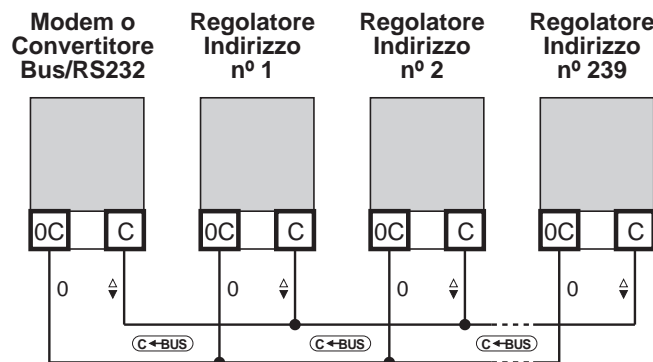 Modem o
Convertitore
Bus/RS232
Regolatore
Indirizzo
nº 1
Regolatore
Indirizzo
nº 2
Regolatore
Indirizzo
nº 239
0C C 0C C 0C C 0C C
0 0 0 0
C BUS C BUS C BUS